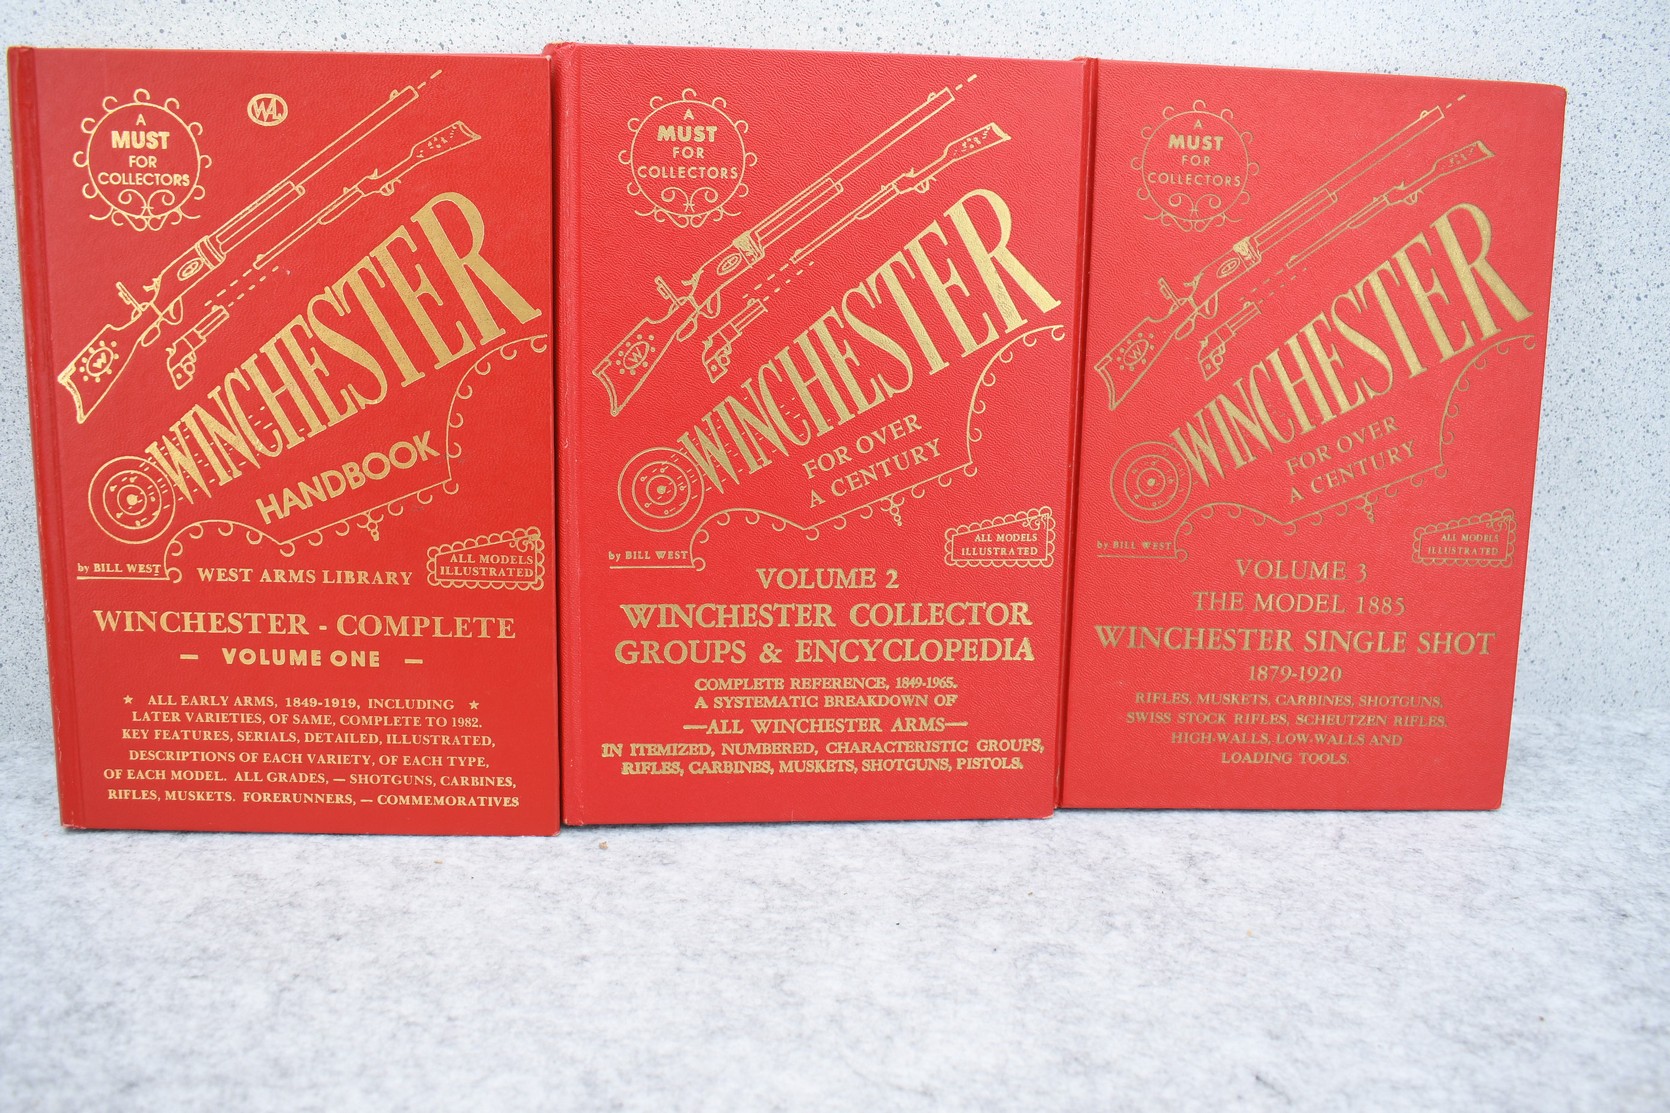 A
MUST
FOR
COLLECTORS
WAL
WINCHESTER
HANDBOOK
by BILL WEST
WEST ARMS LIBRARY
ALL MODELS
ILLUSTRATED
WINCHESTER - COMPLETE
— VOLUME ONE —
★ ALL EARLY ARMS, 1849-1919, INCLUDING ★
LATER VARIETIES, OF SAME, COMPLETE TO 1982.
KEY FEATURES, SERIALS, DETAILED, ILLUSTRATED,
DESCRIPTIONS OF EACH VARIETY, OF EACH TYPE,
OF EACH MODEL. ALL GRADES, — SHOTGUNS, CARBINES,
RIFLES, MUSKETS. FORERUNNERS, — COMMEMORATIVES
A
MUST
FOR
COLLECTORS
W
WINCHESTER
FOR OVER
A CENTURY
by BILL WEST
ALL MODELS
ILLUSTRATED
VOLUME 2
WINCHESTER COLLECTOR
GROUPS & ENCYCLOPEDIA
COMPLETE REFERENCE, 1849-1965.
A SYSTEMATIC BREAKDOWN OF
—ALL WINCHESTER ARMS—
IN ITEMIZED, NUMBERED, CHARACTERISTIC GROUPS,
RIFLES, CARBINES, MUSKETS, SHOTGUNS, PISTOLS.
A
MUST
FOR
COLLECTORS
W
WINCHESTER
FOR OVER
A CENTURY
by BILL WEST
ALL MODELS
ILLUSTRATED
VOLUME 3
THE MODEL 1885
WINCHESTER SINGLE SHOT
1879-1920
RIFLES, MUSKETS, CARBINES, SHOTGUNS,
SWISS STOCK RIFLES, SCHEUTZEN RIFLES,
HIGH-WALLS, LOW-WALLS AND
LOADING TOOLS.